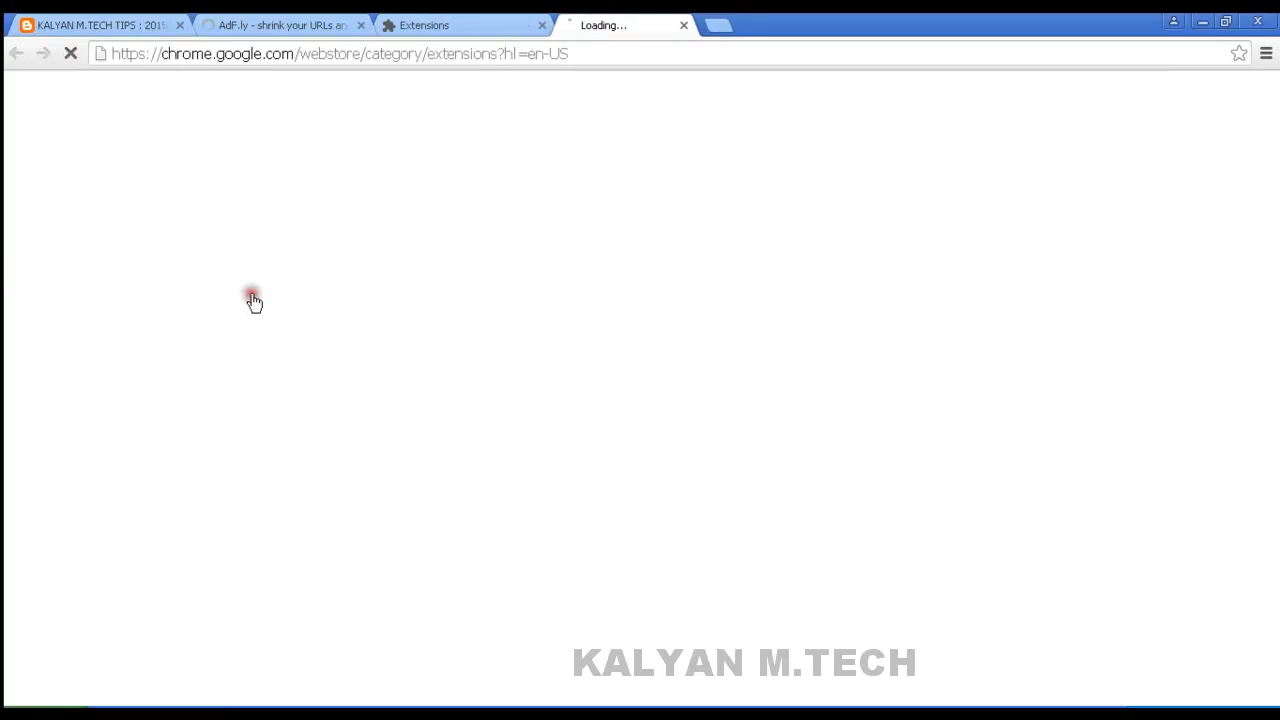 KALYAN M.TECH TIPS : 2015
AdF.ly - shrink your URLs an
Extensions
Loading...
https://chrome.google.com/webstore/category/extensions?hl=en-US
KALYAN M.TECH